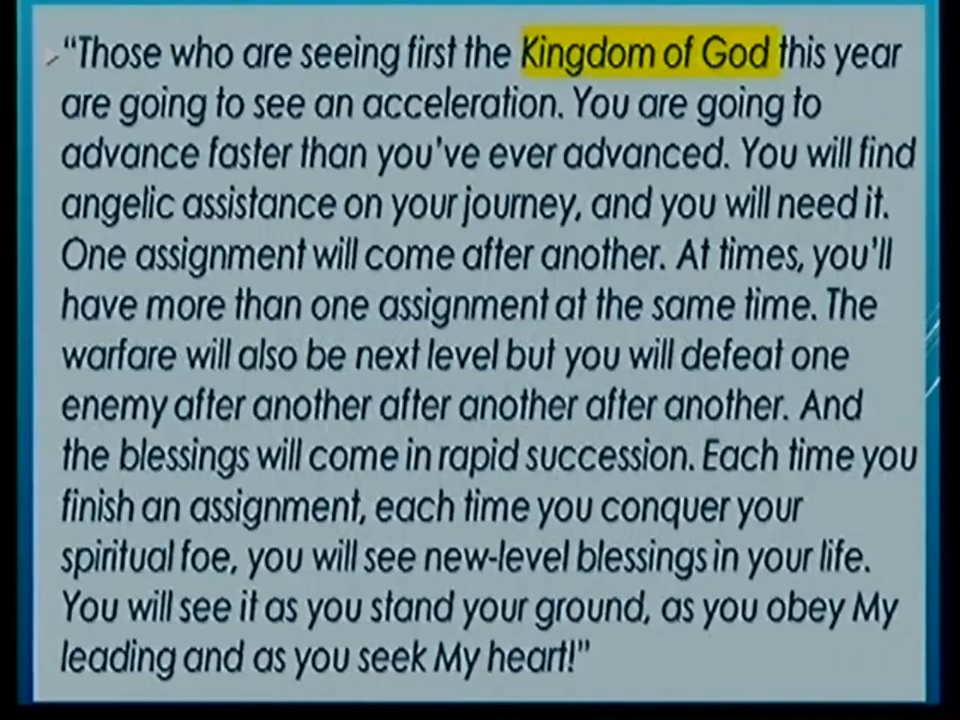 “Those who are seeing first the Kingdom of God this year
are going to see an acceleration. You are going to
advance faster than you’ve ever advanced. You will find
angelic assistance on your journey, and you will need it.
One assignment will come after another. At times, you’ll
have more than one assignment at the same time. The
warfare will also be next level but you will defeat one
enemy after another after another after another. And
the blessings will come in rapid succession. Each time you
finish an assignment, each time you conquer your
spiritual foe, you will see new-level blessings in your life.
You will see it as you stand your ground, as you obey My
leading and as you seek My heart!”